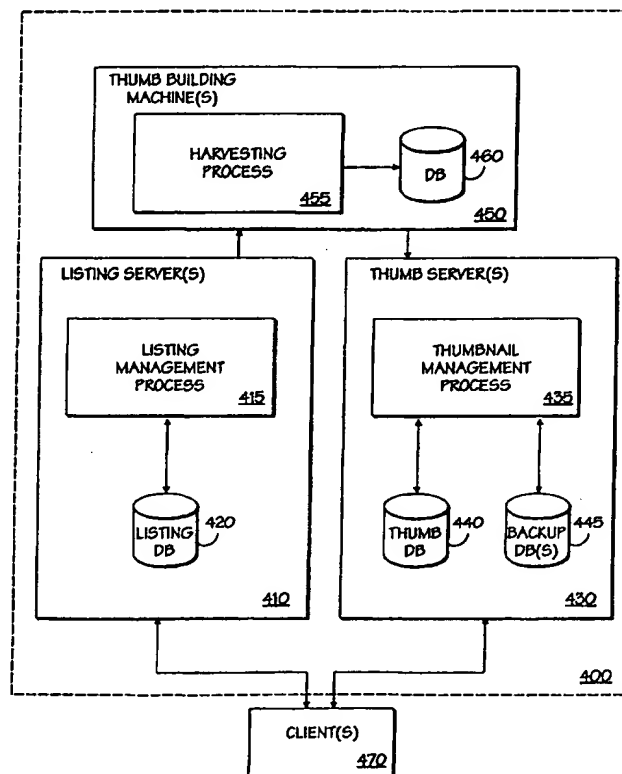 THUMB BUILDING
MACHINE(S)
HARVESTING
PROCESS
455
460
DB
450
LISTING SERVER(S)
LISTING
MANAGEMENT
PROCESS
415
LISTING
DB
420
410
THUMB SERVER(S)
THUMBNAIL
MANAGEMENT
PROCESS
435
THUMB
DB
440
BACKUP
DB(S)
445
430
400
CLIENT(S)
470